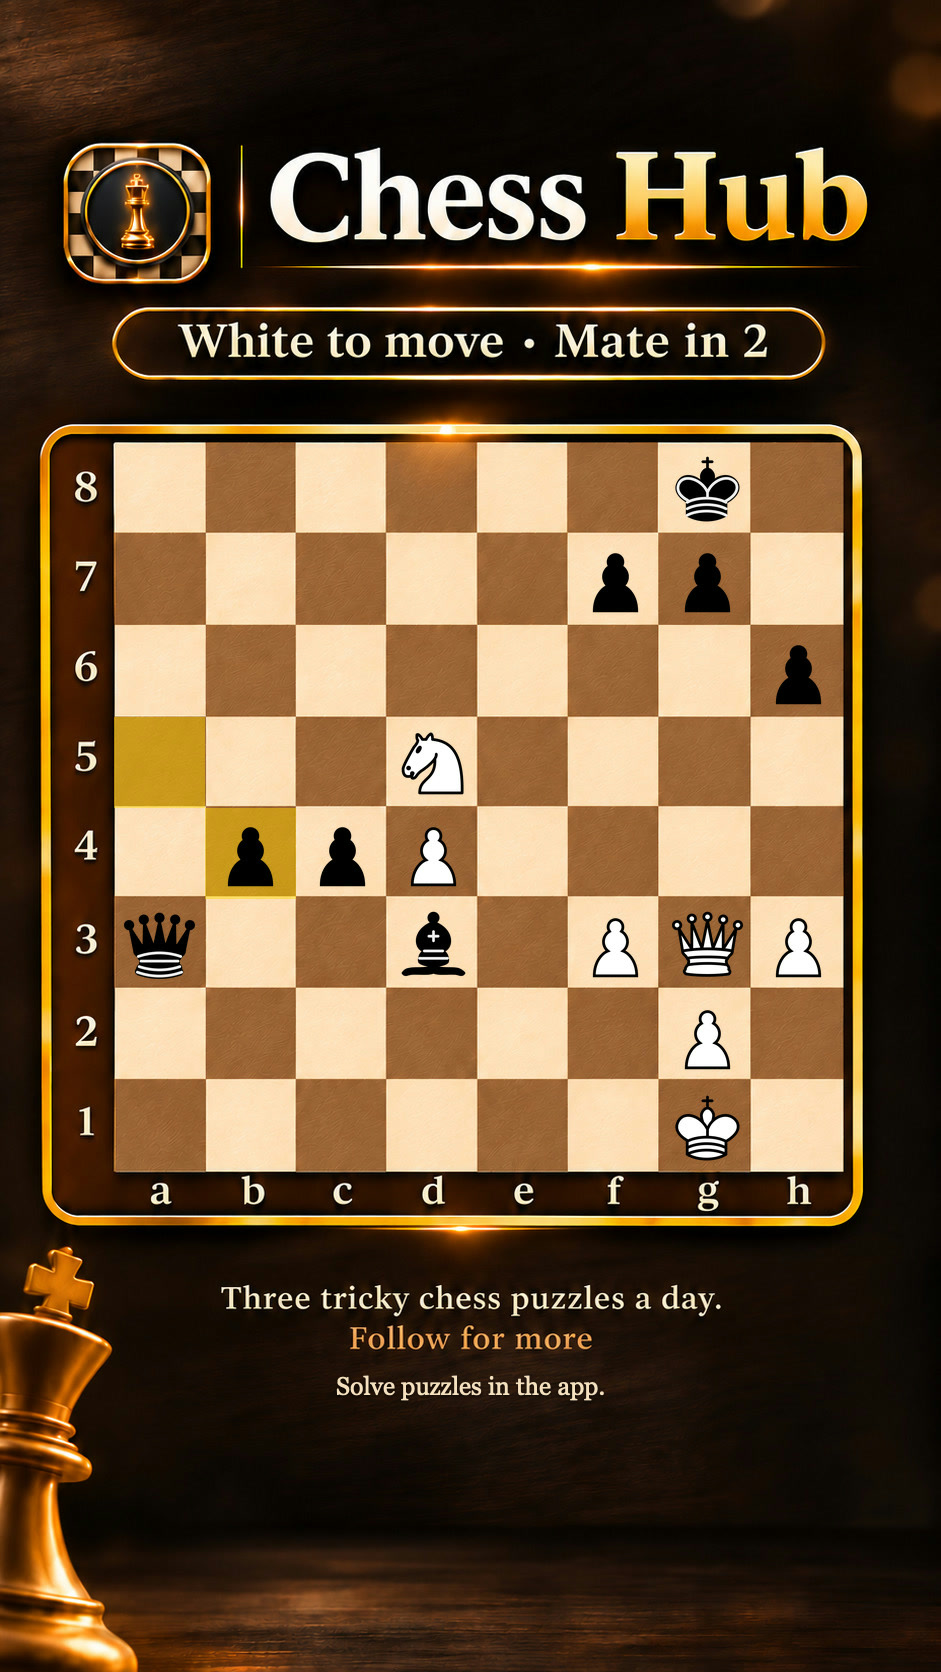 Chess Hub
White to move · Mate in 2
8
7
6
5
4
3
2
1
a b c d e f g h
Three tricky chess puzzles a day.
Follow for more
Solve puzzles in the app.